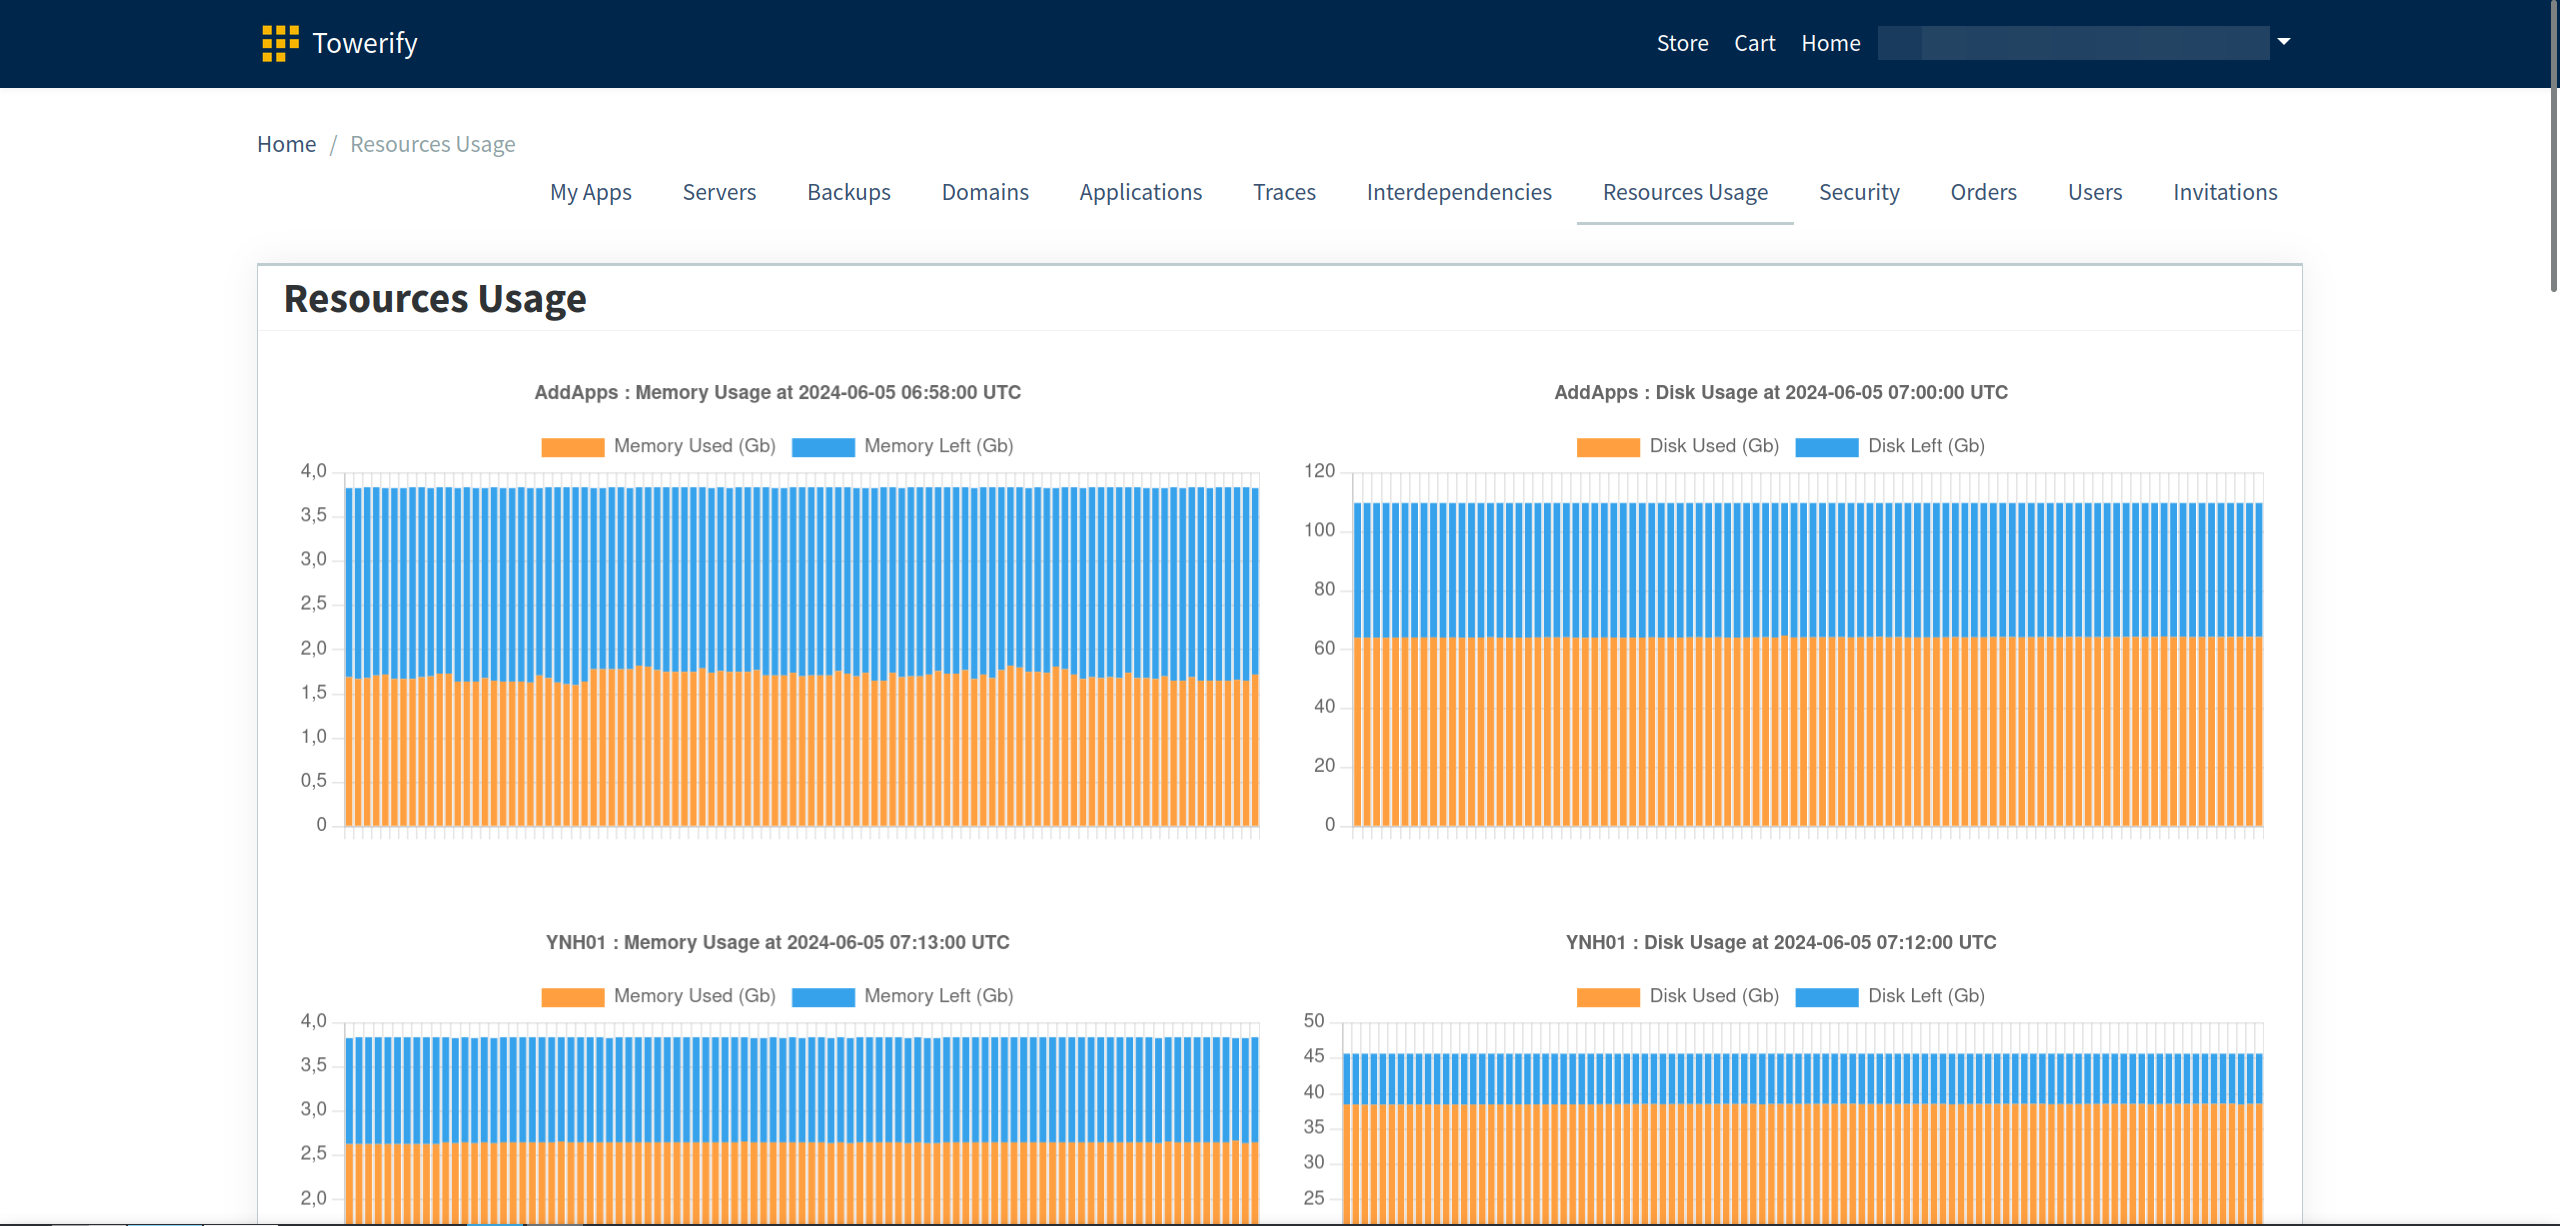 Towerify
Store Cart Home
Home / Resources Usage
My Apps Servers Backups Domains Applications Traces Interdependencies Resources Usage Security Orders Users Invitations
Resources Usage
AddApps : Memory Usage at 2024-06-05 06:58:00 UTC
Memory Used (Gb) Memory Left (Gb)
4,0
3,5
3,0
2,5
2,0
1,5
1,0
0,5
0
AddApps : Disk Usage at 2024-06-05 07:00:00 UTC
Disk Used (Gb) Disk Left (Gb)
120
100
80
60
40
20
0
YNH01 : Memory Usage at 2024-06-05 07:13:00 UTC
Memory Used (Gb) Memory Left (Gb)
4,0
3,5
3,0
2,5
2,0
YNH01 : Disk Usage at 2024-06-05 07:12:00 UTC
Disk Used (Gb) Disk Left (Gb)
50
45
40
35
30
25